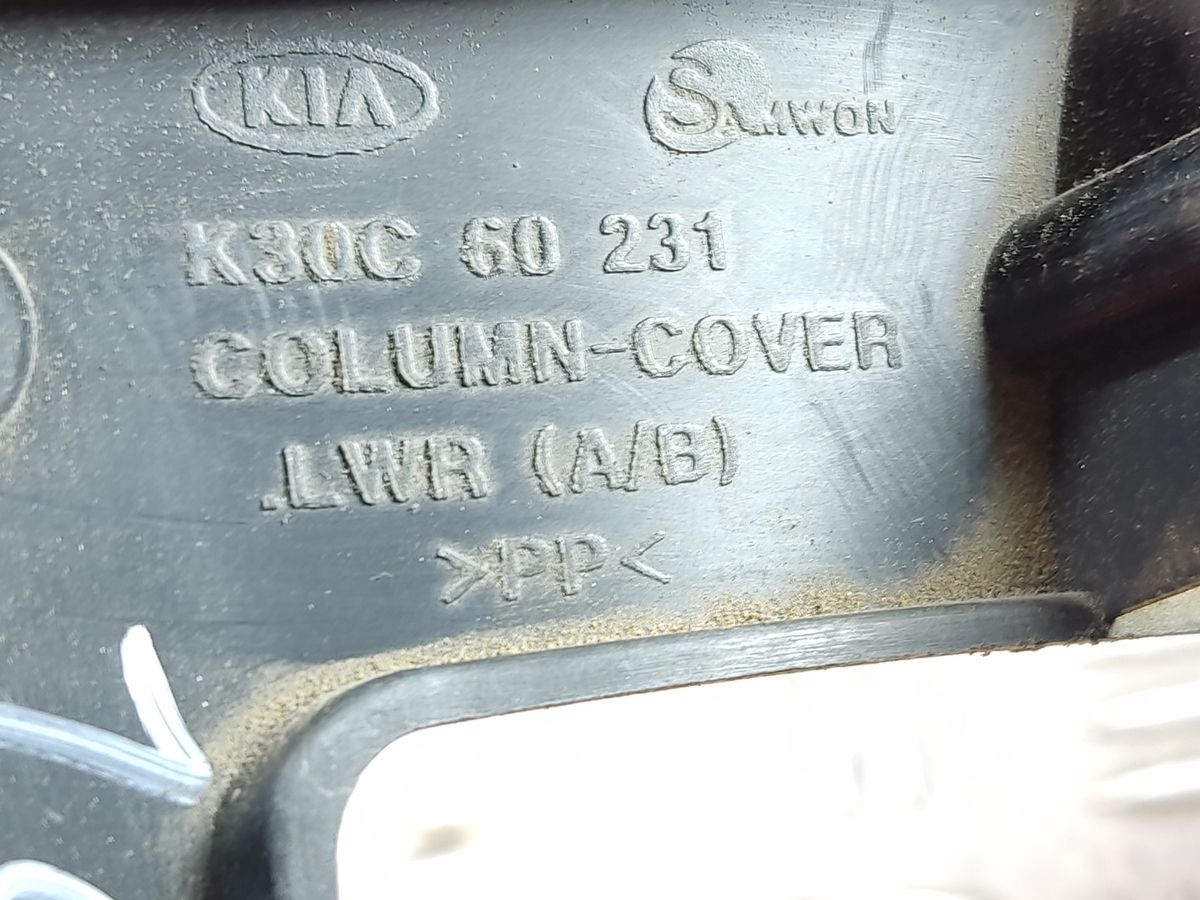 KIA SAMWON
K30C 60 231
COLUMN-COVER
.LWR (A/B)
>PP<